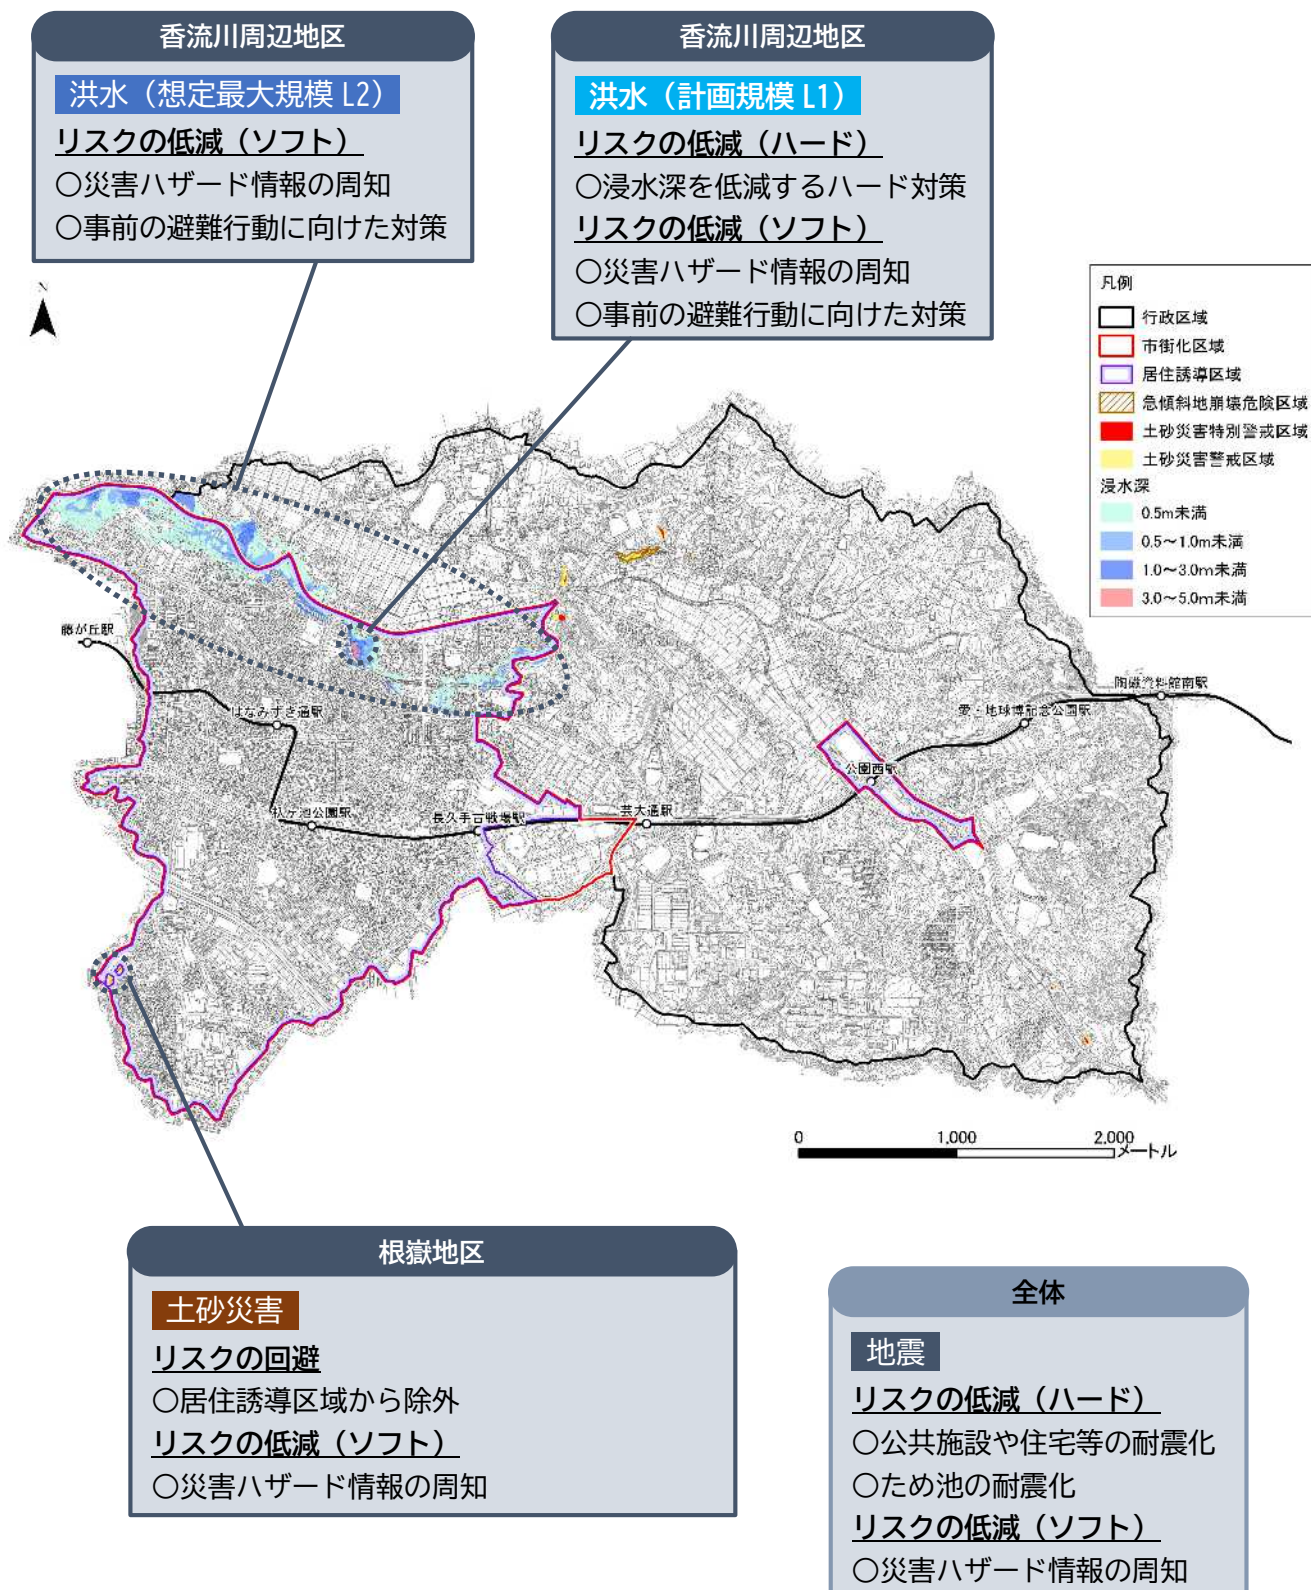 香流川周辺地区
洪水（想定最大規模 L2）
リスクの低減（ソフト）
○災害ハザード情報の周知
○事前の避難行動に向けた対策
香流川周辺地区
洪水（計画規模 L1）
リスクの低減（ハード）
○浸水深を低減するハード対策
リスクの低減（ソフト）
○災害ハザード情報の周知
○事前の避難行動に向けた対策
N
凡例
行政区域
市街化区域
居住誘導区域
急傾斜地崩壊危険区域
土砂災害特別警戒区域
土砂災害警戒区域
浸水深
0.5m未満
0.5～1.0m未満
1.0～3.0m未満
3.0～5.0m未満
藤が丘駅
はなみずき通駅
杁ヶ池公園駅
長久手古戦場駅
芸大通駅
公園西駅
愛・地球博記念公園駅
陶磁資料館南駅
0 1,000 2,000
メートル
根嶽地区
土砂災害
リスクの回避
○居住誘導区域から除外
リスクの低減（ソフト）
○災害ハザード情報の周知
全体
地震
リスクの低減（ハード）
○公共施設や住宅等の耐震化
○ため池の耐震化
リスクの低減（ソフト）
○災害ハザード情報の周知